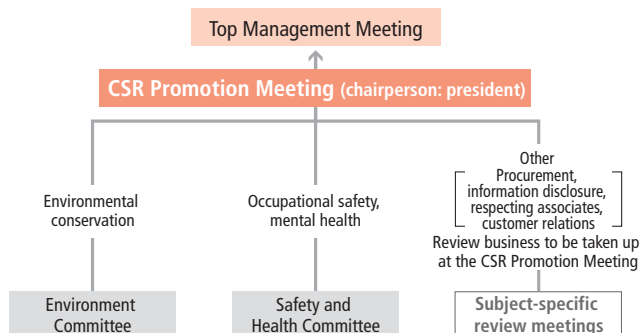 Top Management Meeting
CSR Promotion Meeting (chairperson: president)
Environmental
conservation
Occupational safety,
mental health
Other
Procurement,
information disclosure,
respecting associates,
customer relations
Review business to be taken up
at the CSR Promotion Meeting
Environment
Committee
Safety and
Health Committee
Subject-specific
review meetings